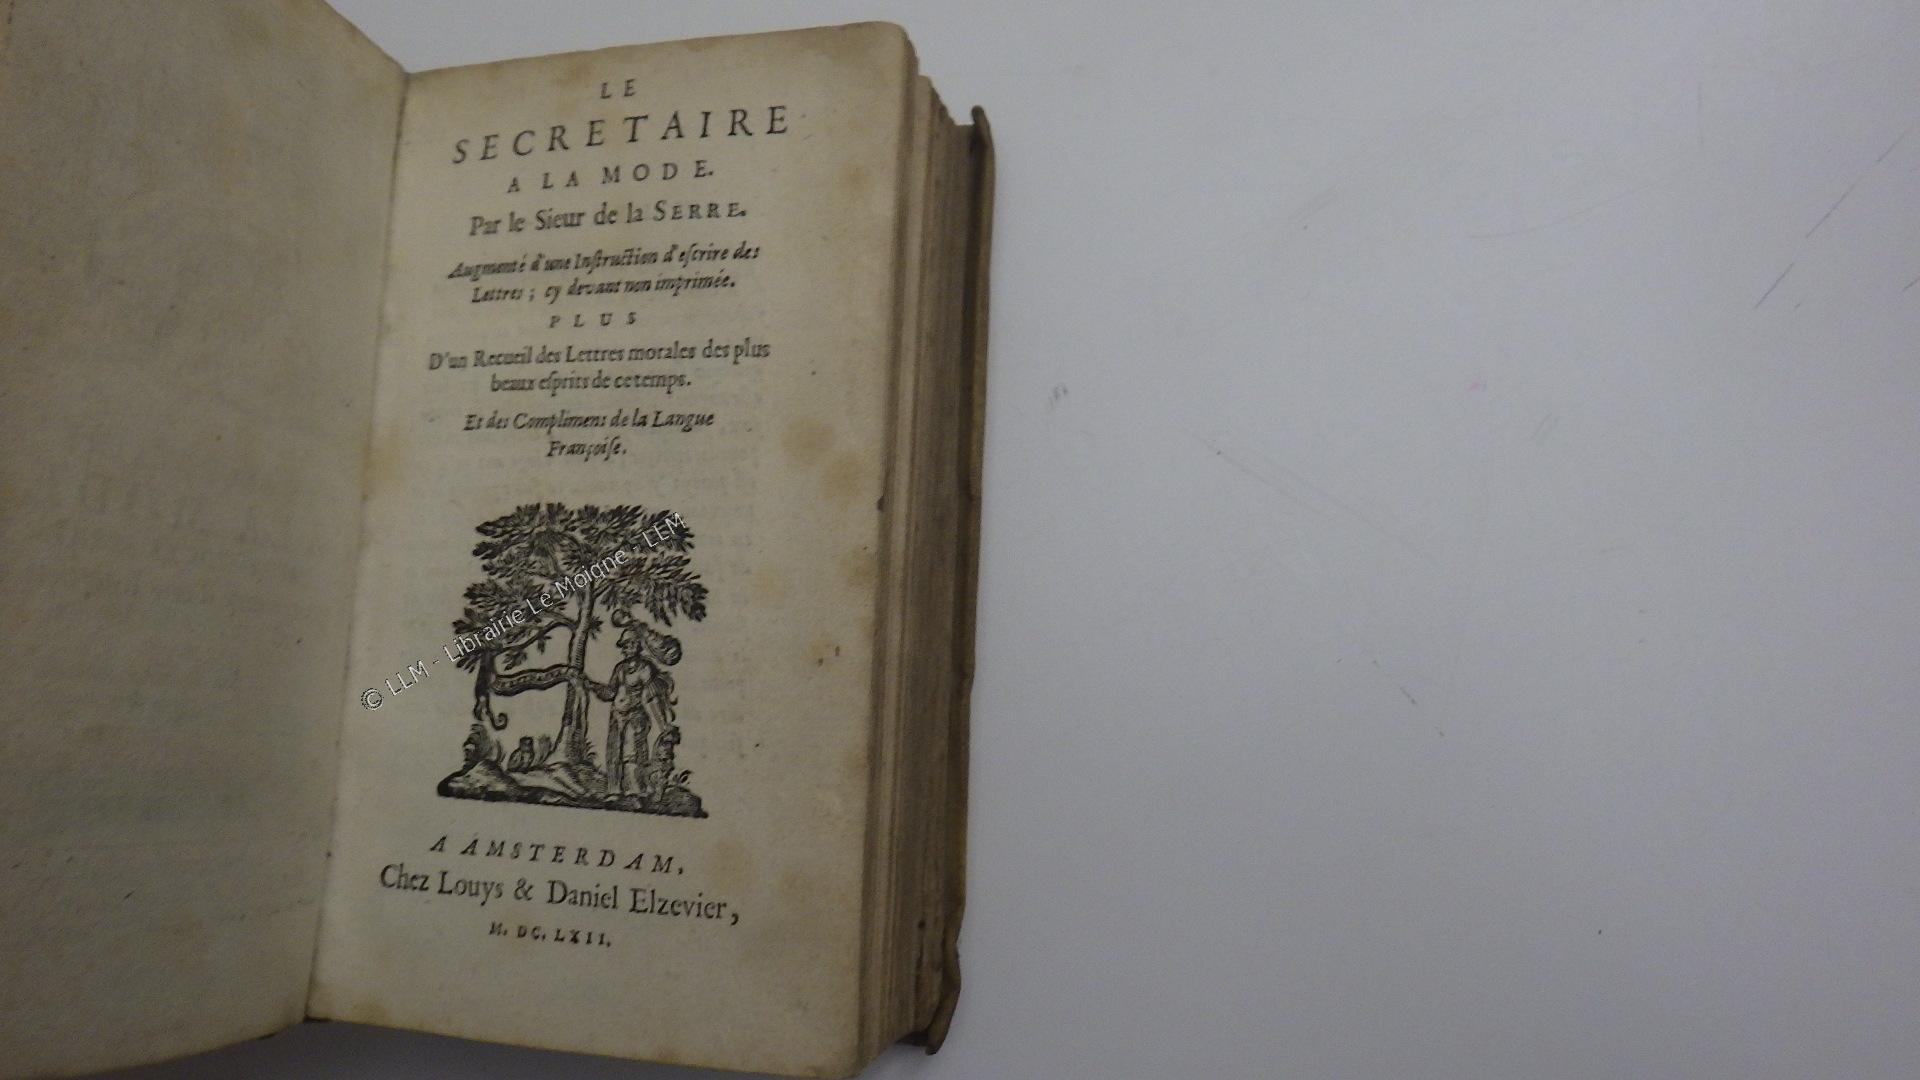 LE
SECRETAIRE
A LA MODE.
Par le Sieur de la SERRE.
Augmenté d'une Instruction d'eſcrire des
Lettres ; cy devant non imprimée.
PLUS
D'un Recueil des Lettres morales des plus
beaux eſprits de ce temps.
Et des Complimens de la Langue
Françoiſe.
© LLM - Librairie Le Moigne - LLM
A AMSTERDAM,
Chez Louys & Daniel Elzevier,
M. DC. LXII.